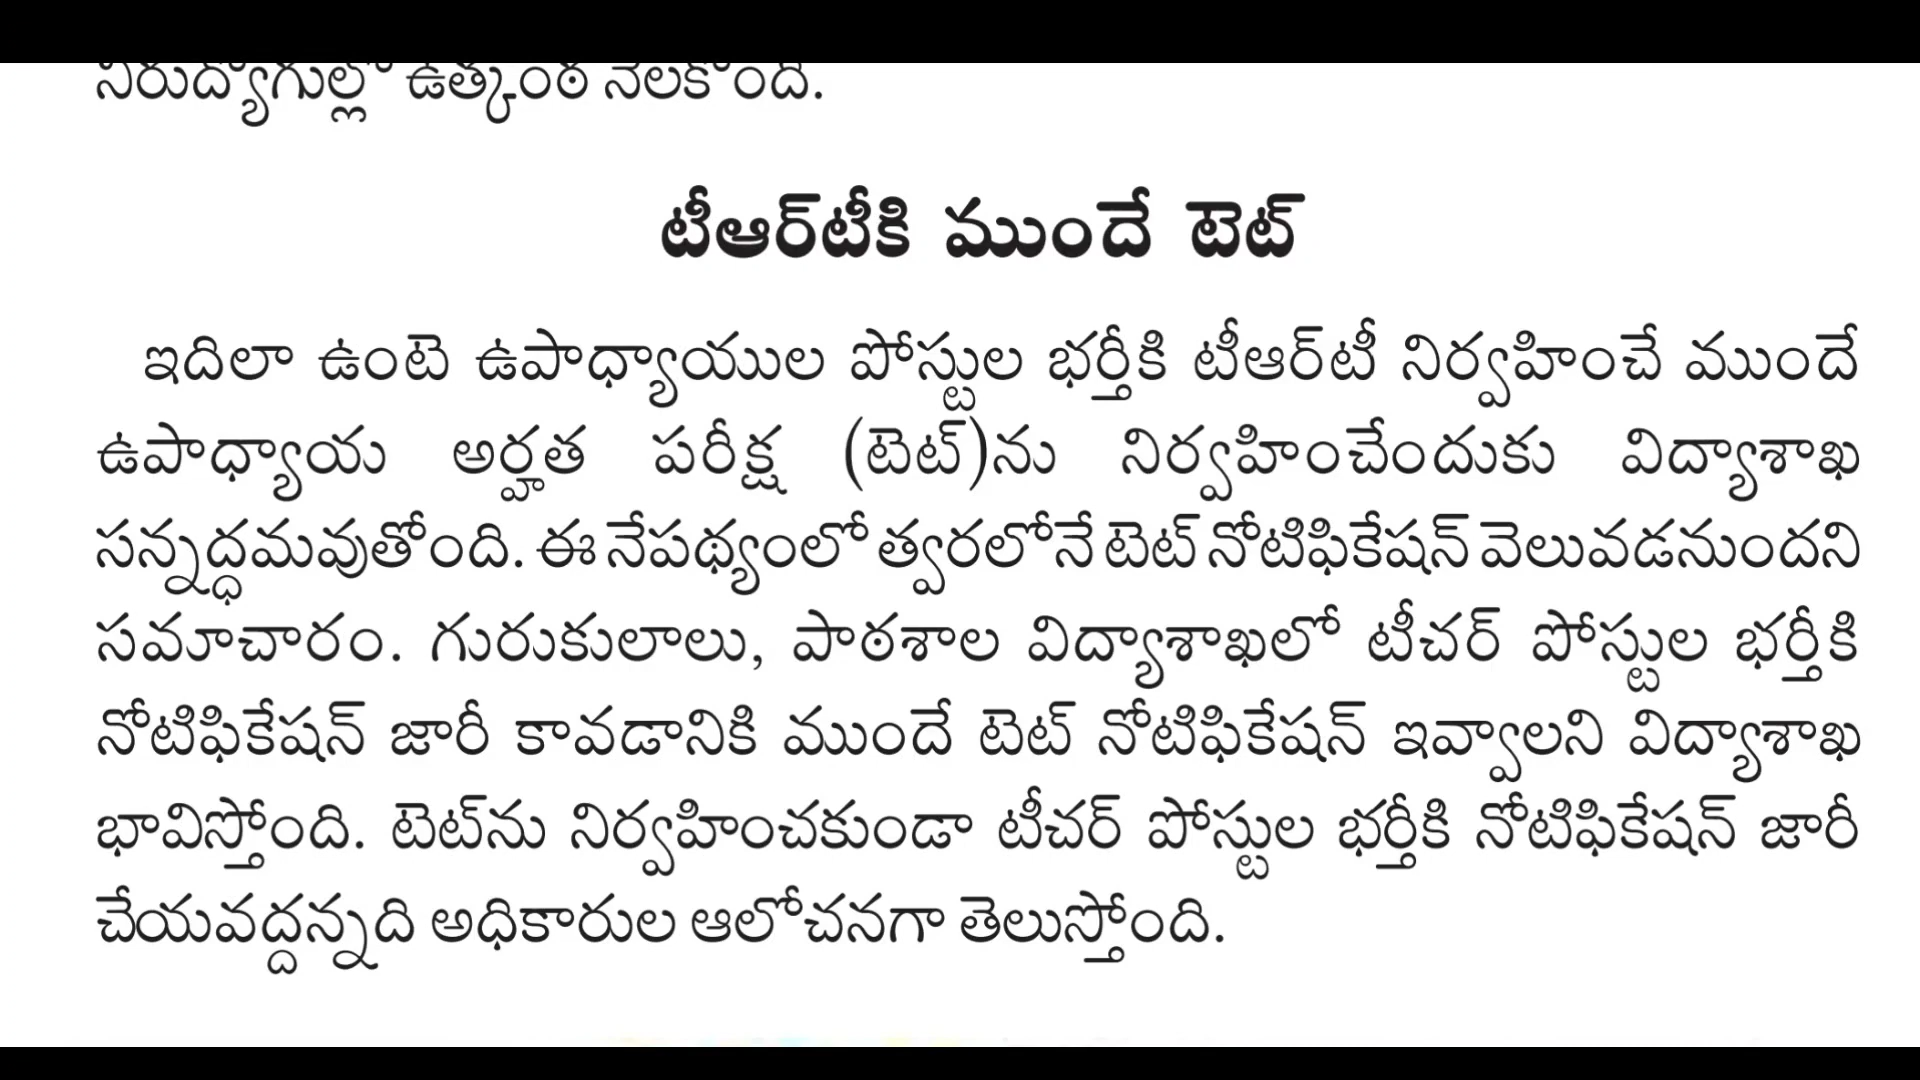 నిరుద్యోగుల్లో ఉత్కంఠ నెలకొంది.
టీఆర్‌టీకి ముందే టెట్
ఇదిలా ఉంటె ఉపాధ్యాయుల పోస్టుల భర్తీకి టీఆర్‌టీ నిర్వహించే ముందే
ఉపాధ్యాయ అర్హత పరీక్ష (టెట్)ను నిర్వహించేందుకు విద్యాశాఖ
సన్నద్ధమవుతోంది. ఈ నేపథ్యంలో త్వరలోనే టెట్ నోటిఫికేషన్ వెలువడనుందని
సమాచారం. గురుకులాలు, పాఠశాల విద్యాశాఖలో టీచర్ పోస్టుల భర్తీకి
నోటిఫికేషన్ జారీ కావడానికి ముందే టెట్ నోటిఫికేషన్ ఇవ్వాలని విద్యాశాఖ
భావిస్తోంది. టెట్‌ను నిర్వహించకుండా టీచర్ పోస్టుల భర్తీకి నోటిఫికేషన్ జారీ
చేయవద్దన్నది అధికారుల ఆలోచనగా తెలుస్తోంది.